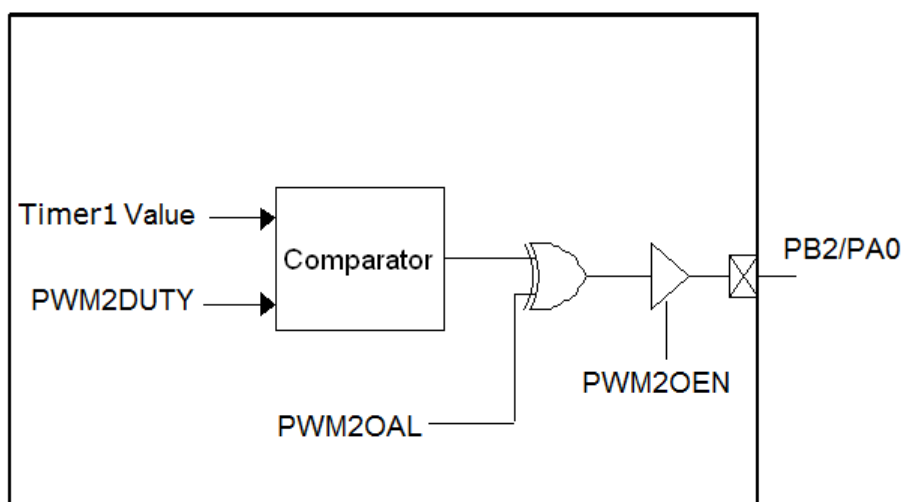 Timer1 Value
Comparator
PB2/PA0
PWM2DUTY
PWM2OEN
PWM2OAL